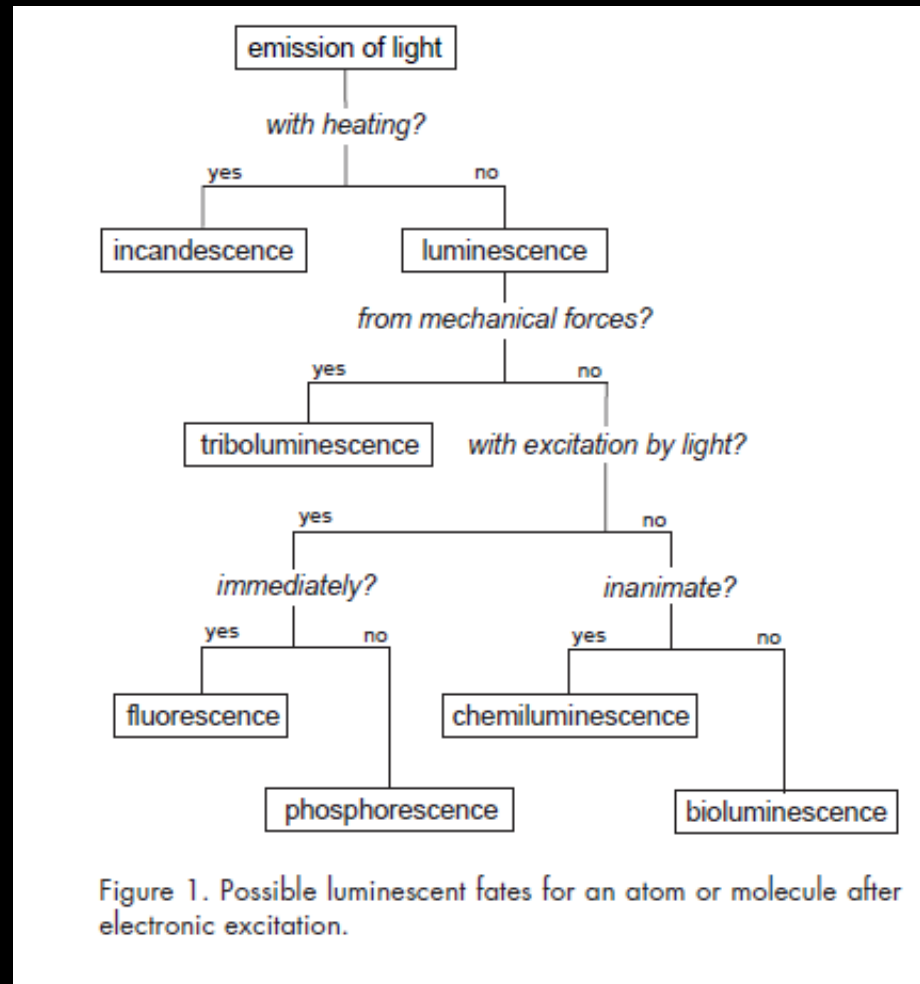 emission of light
with heating?
yes
no
incandescence
luminescence
from mechanical forces?
yes
no
triboluminescence
with excitation by light?
yes
no
immediately?
inanimate?
yes
no
yes
no
fluorescence
chemiluminescence
phosphorescence
bioluminescence
Figure 1. Possible luminescent fates for an atom or molecule after
electronic excitation.